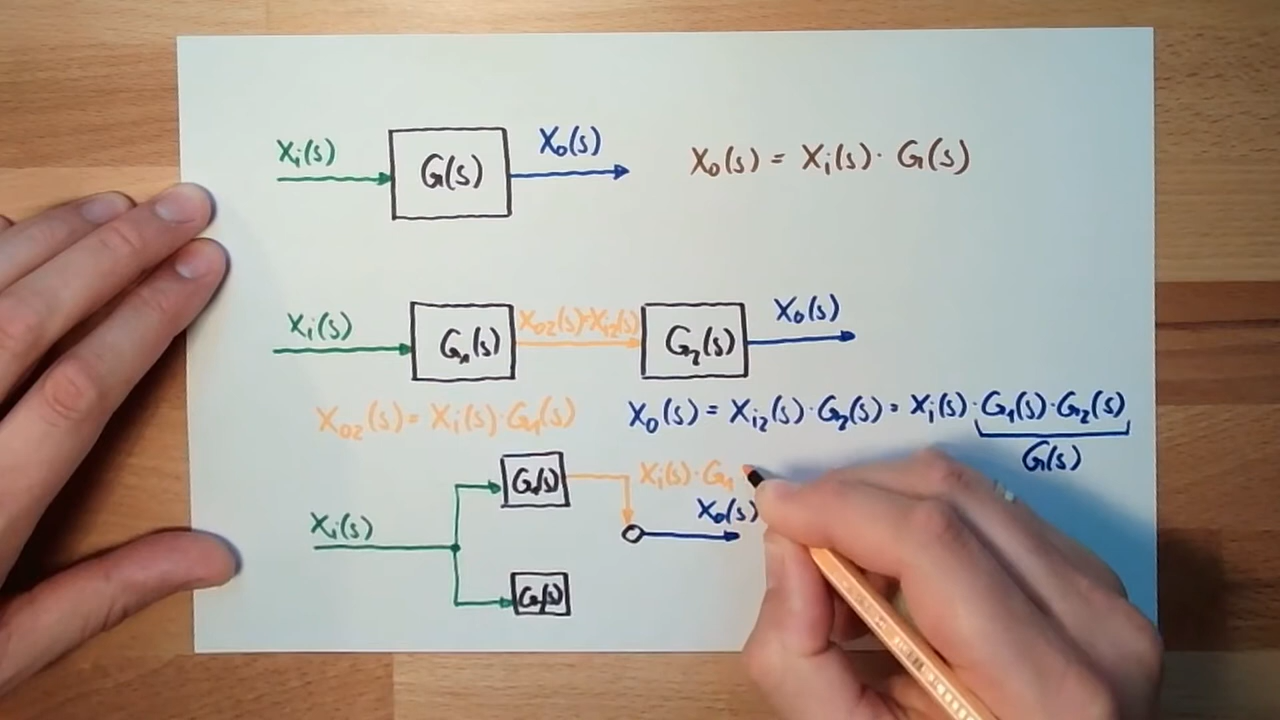 Xi(s) G(s) Xo(s) Xo(s) = Xi(s) · G(s)
Xi(s) G1(s) Xo2(s)=Xi2(s) G2(s) Xo(s)
Xo2(s) = Xi(s) · G1(s) Xo(s) = Xi2(s) · G2(s) = Xi(s) · G1(s) · G2(s)
G(s)
G1(s) Xi(s) · G1
Xi(s) Xo(s)
G2(s)